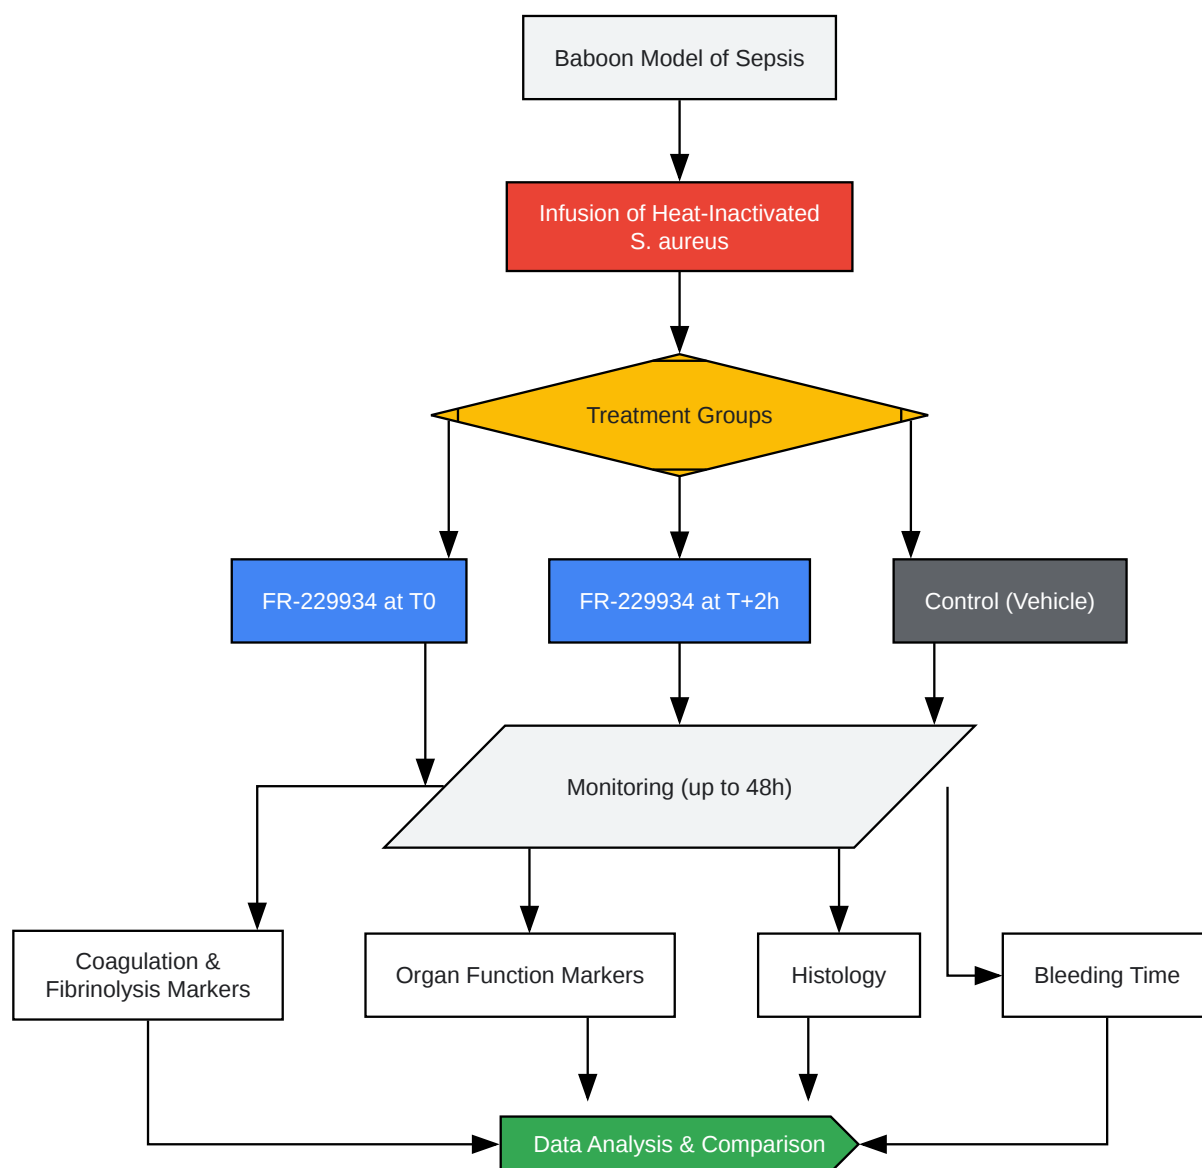 Baboon Model of Sepsis
Infusion of Heat-Inactivated
S. aureus
Treatment Groups
FR-229934 at T0
FR-229934 at T+2h
Control (Vehicle)
Monitoring (up to 48h)
Coagulation &
Fibrinolysis Markers
Organ Function Markers
Histology
Bleeding Time
Data Analysis & Comparison